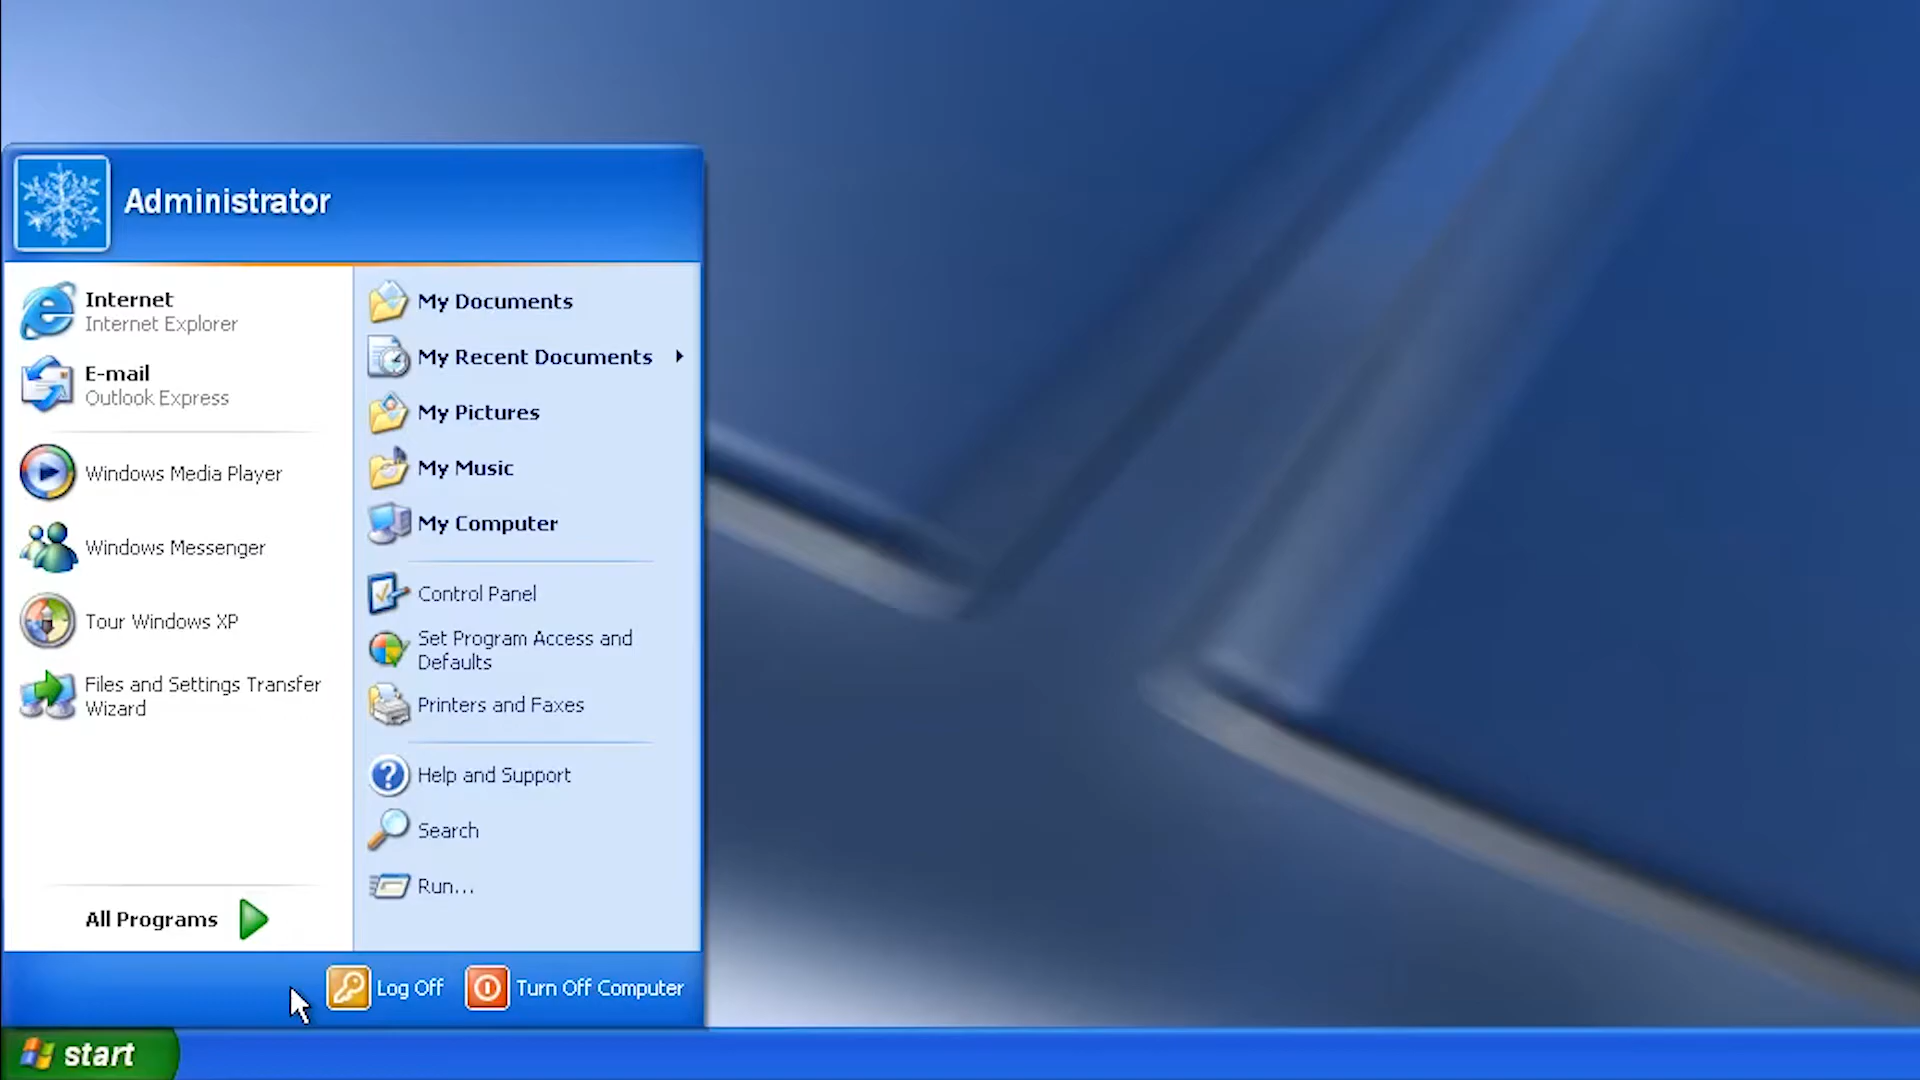 Administrator
Internet
Internet Explorer
E-mail
Outlook Express
Windows Media Player
Windows Messenger
Tour Windows XP
Files and Settings Transfer
Wizard
All Programs
My Documents
My Recent Documents
My Pictures
My Music
My Computer
Control Panel
Set Program Access and
Defaults
Printers and Faxes
Help and Support
Search
Run...
Log Off
Turn Off Computer
start